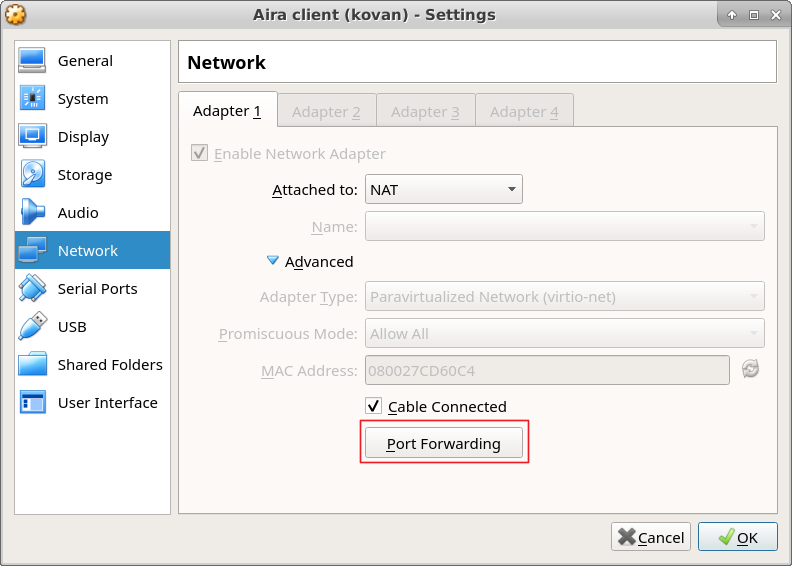 Aira client (kovan) - Settings
General
System
Display
Storage
Audio
Network
Serial Ports
USB
Shared Folders
User Interface
Network
Adapter 1 Adapter 2 Adapter 3 Adapter 4
Enable Network Adapter
Attached to: NAT
Name:
Advanced
Adapter Type: Paravirtualized Network (virtio-net)
Promiscuous Mode: Allow All
MAC Address: 080027CD60C4
Cable Connected
Port Forwarding
Cancel OK